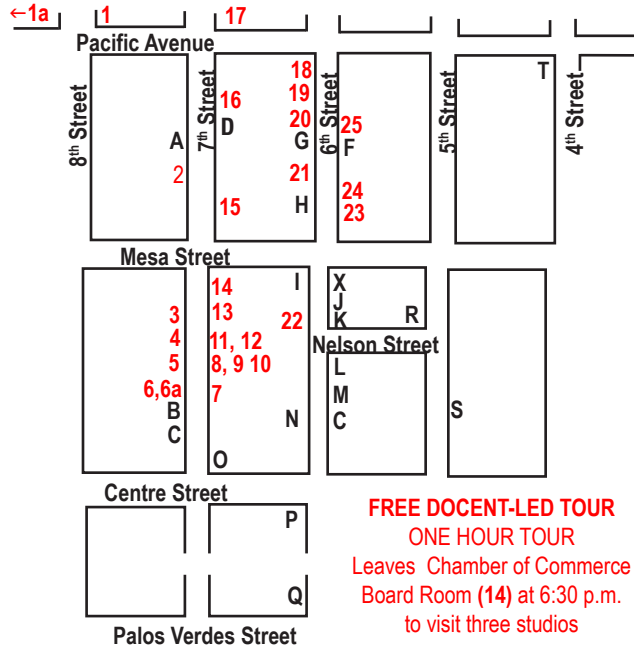 ←1a 1 17
Pacific Avenue
8th Street
7th Street
6th Street
5th Street
4th Street
18 T
16 19
D 20 25
A G F
2 21
15 H 24
23
Mesa Street
14 I X
3 13 22 J
4 11, 12 K R
Nelson Street
5 8, 9 10 L
6,6a 7 M
B N C S
C
O
Centre Street
P
Q
Palos Verdes Street
FREE DOCENT-LED TOUR
ONE HOUR TOUR
Leaves Chamber of Commerce
Board Room (14) at 6:30 p.m.
to visit three studios